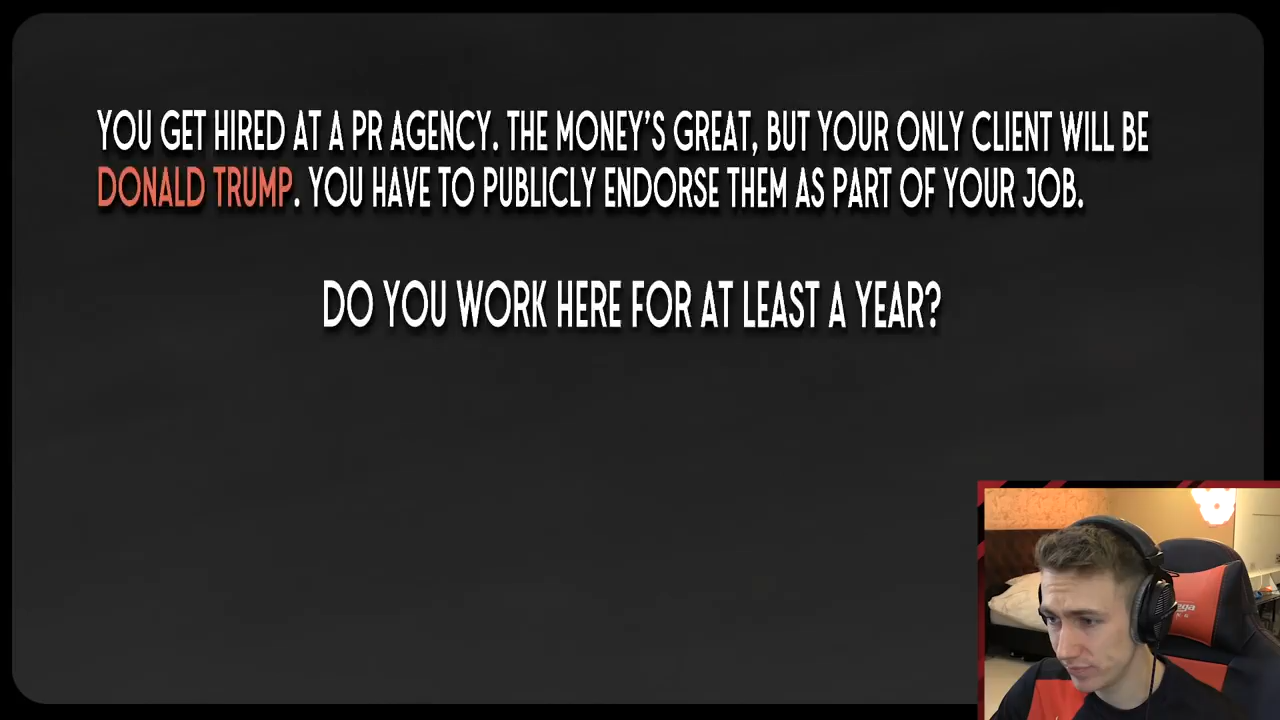 YOU GET HIRED AT A PR AGENCY. THE MONEY'S GREAT, BUT YOUR ONLY CLIENT WILL BE
DONALD TRUMP. YOU HAVE TO PUBLICLY ENDORSE THEM AS PART OF YOUR JOB.
DO YOU WORK HERE FOR AT LEAST A YEAR?